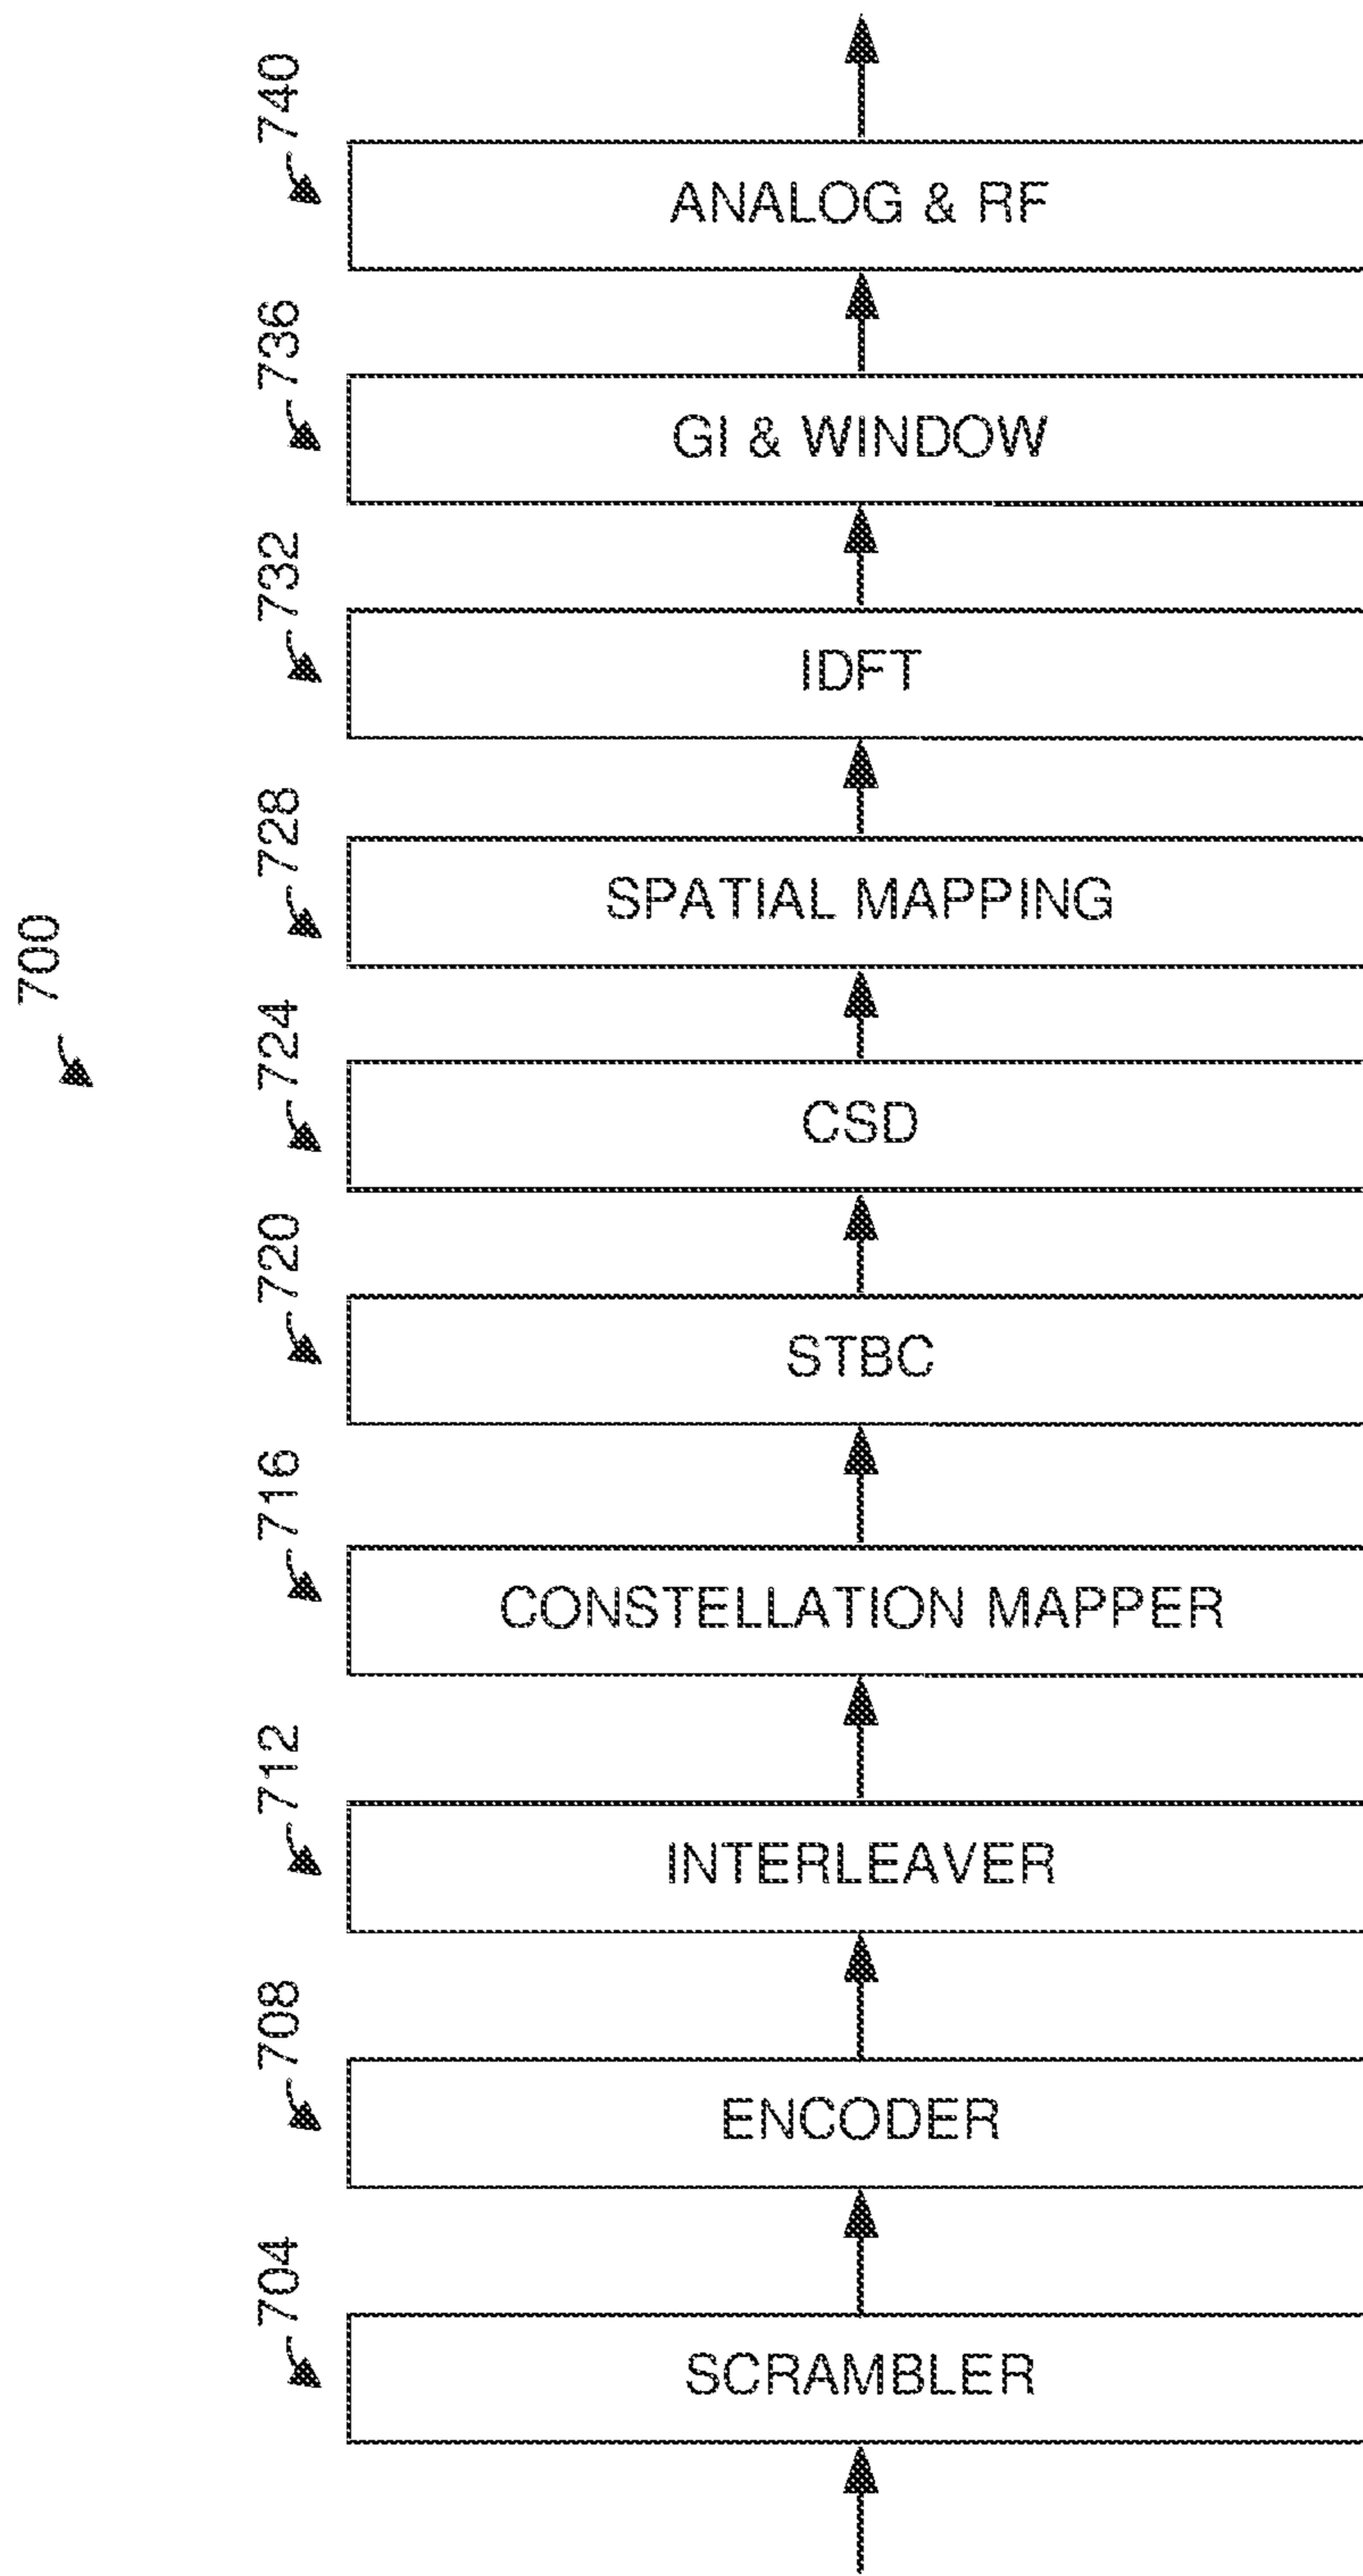 700
740
ANALOG & RF
736
GI & WINDOW
732
IDFT
728
SPATIAL MAPPING
724
CSD
720
STBC
716
CONSTELLATION MAPPER
712
INTERLEAVER
708
ENCODER
704
SCRAMBLER